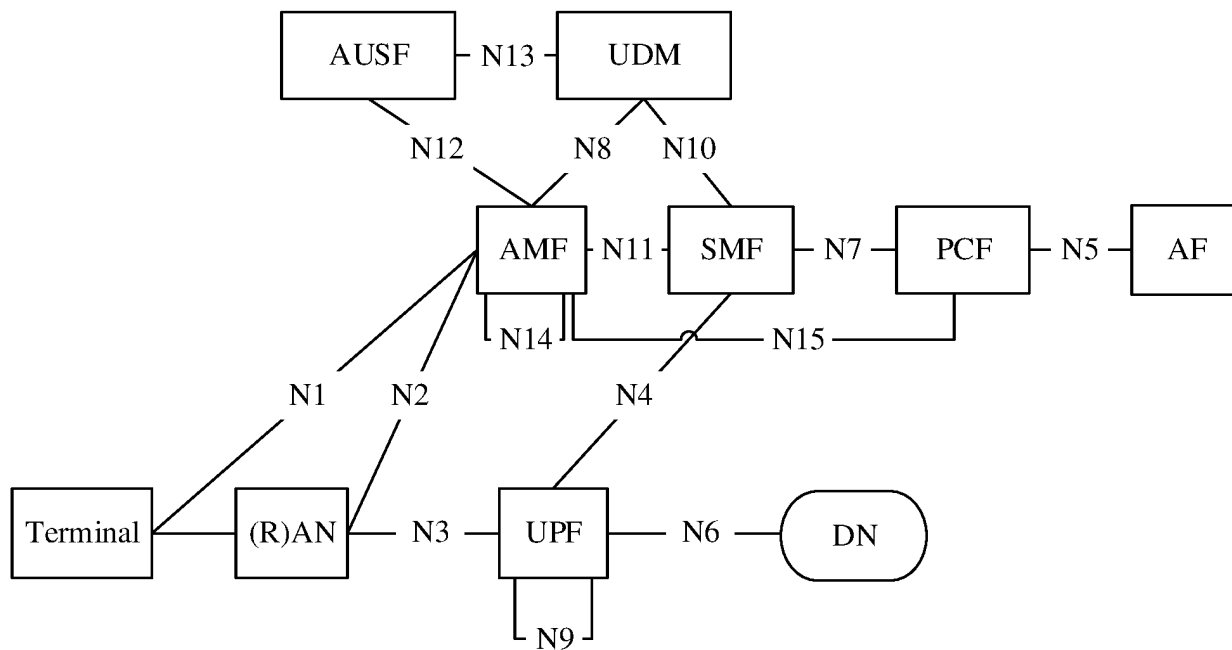 AUSF N13 UDM
N12 N8 N10
AMF N11 SMF N7 PCF N5 AF
N14 N15
N1 N2 N4
Terminal (R)AN N3 UPF N6 DN
N9